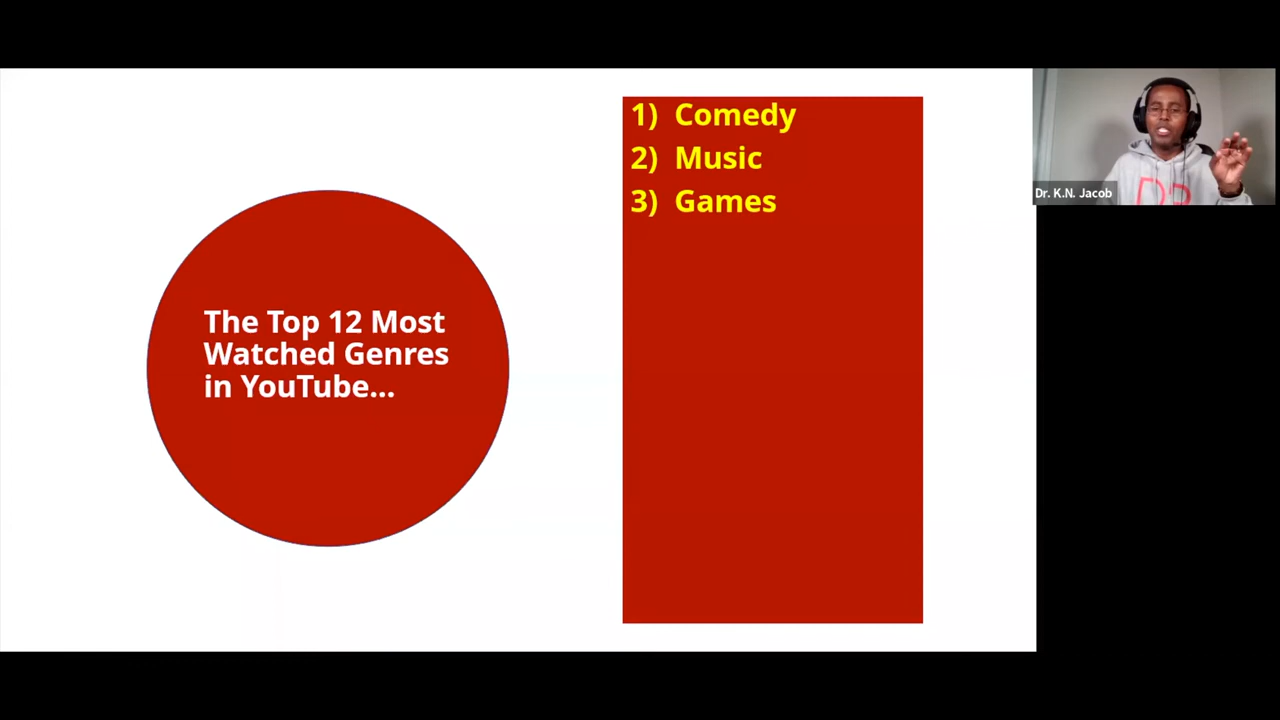 The Top 12 Most
Watched Genres
in YouTube...
1) Comedy
2) Music
3) Games
Dr. K.N. Jacob